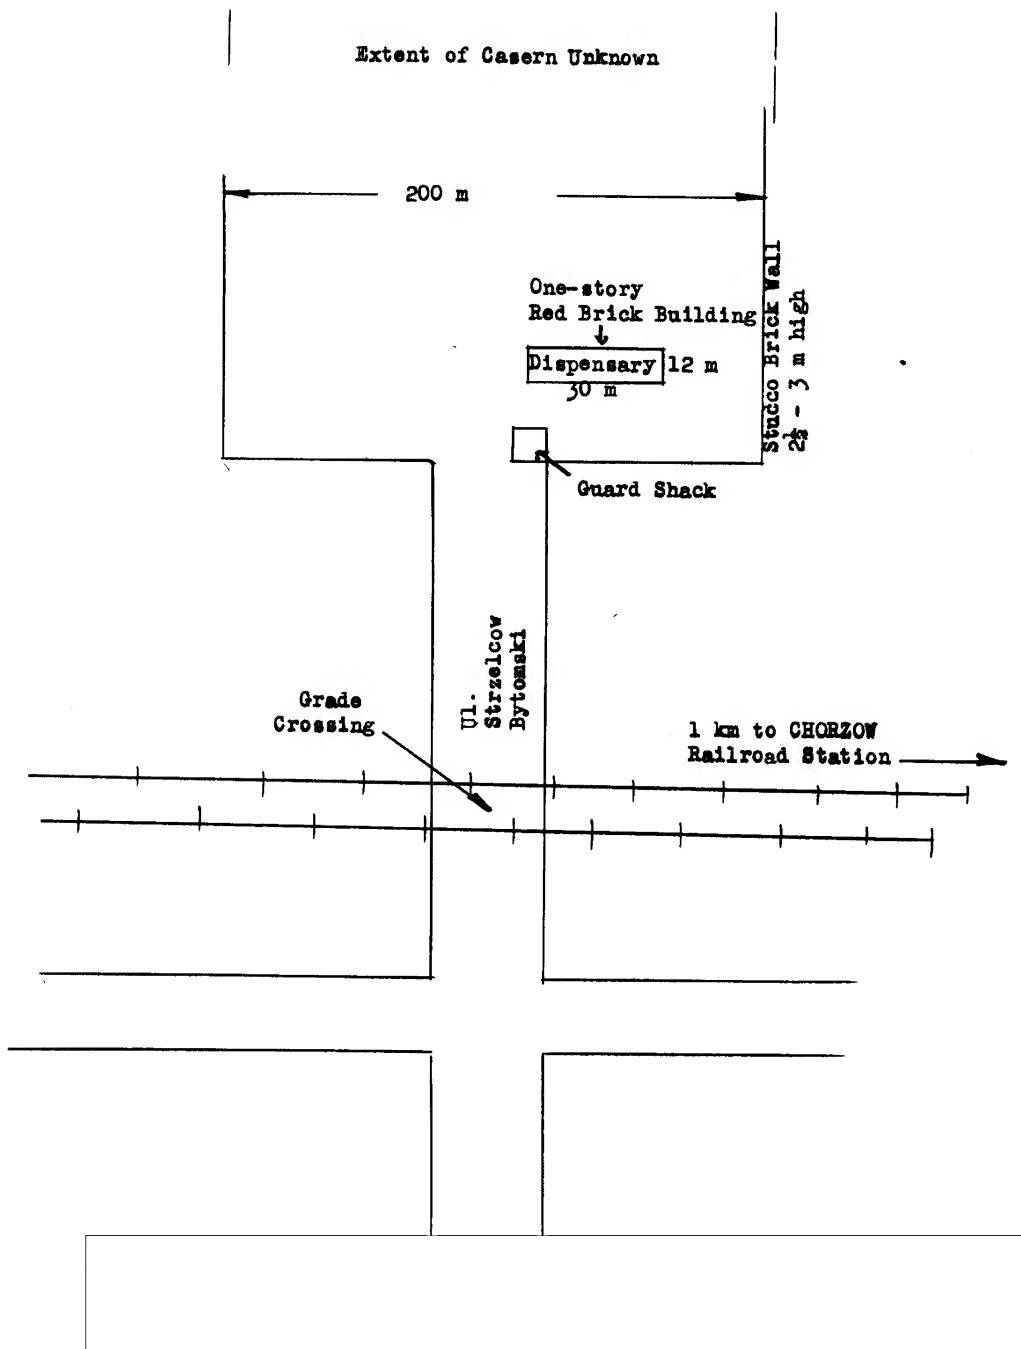 Extent of Casern Unknown
200 m
One-story
Red Brick Building
Dispensary
12 m
30 m
Stucco Brick Wall
2½ - 3 m high
Guard Shack
Ul.
Strzelcow
Bytomski
Grade
Crossing
1 km to CHORZOW
Railroad Station